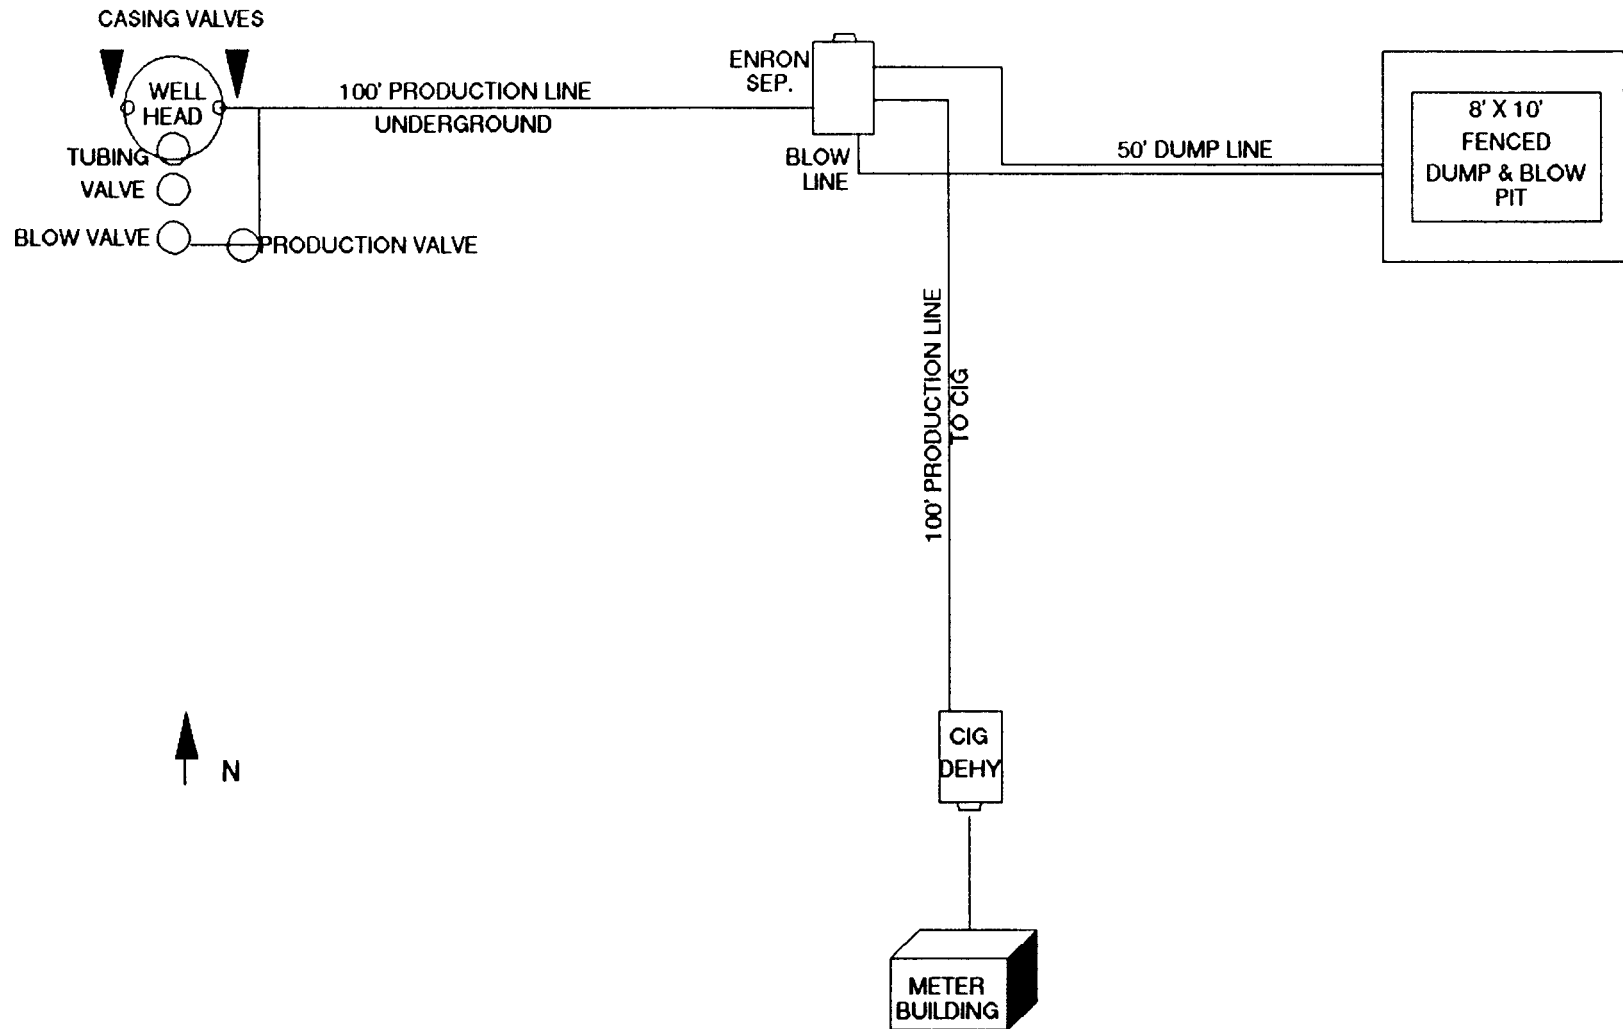 CASING VALVES
WELL
HEAD
TUBING
VALVE
BLOW VALVE
PRODUCTION VALVE
100' PRODUCTION LINE
UNDERGROUND
ENRON
SEP.
BLOW
LINE
50' DUMP LINE
8' X 10'
FENCED
DUMP & BLOW
PIT
100' PRODUCTION LINE
TO CIG
N
CIG
DEHY
METER
BUILDING